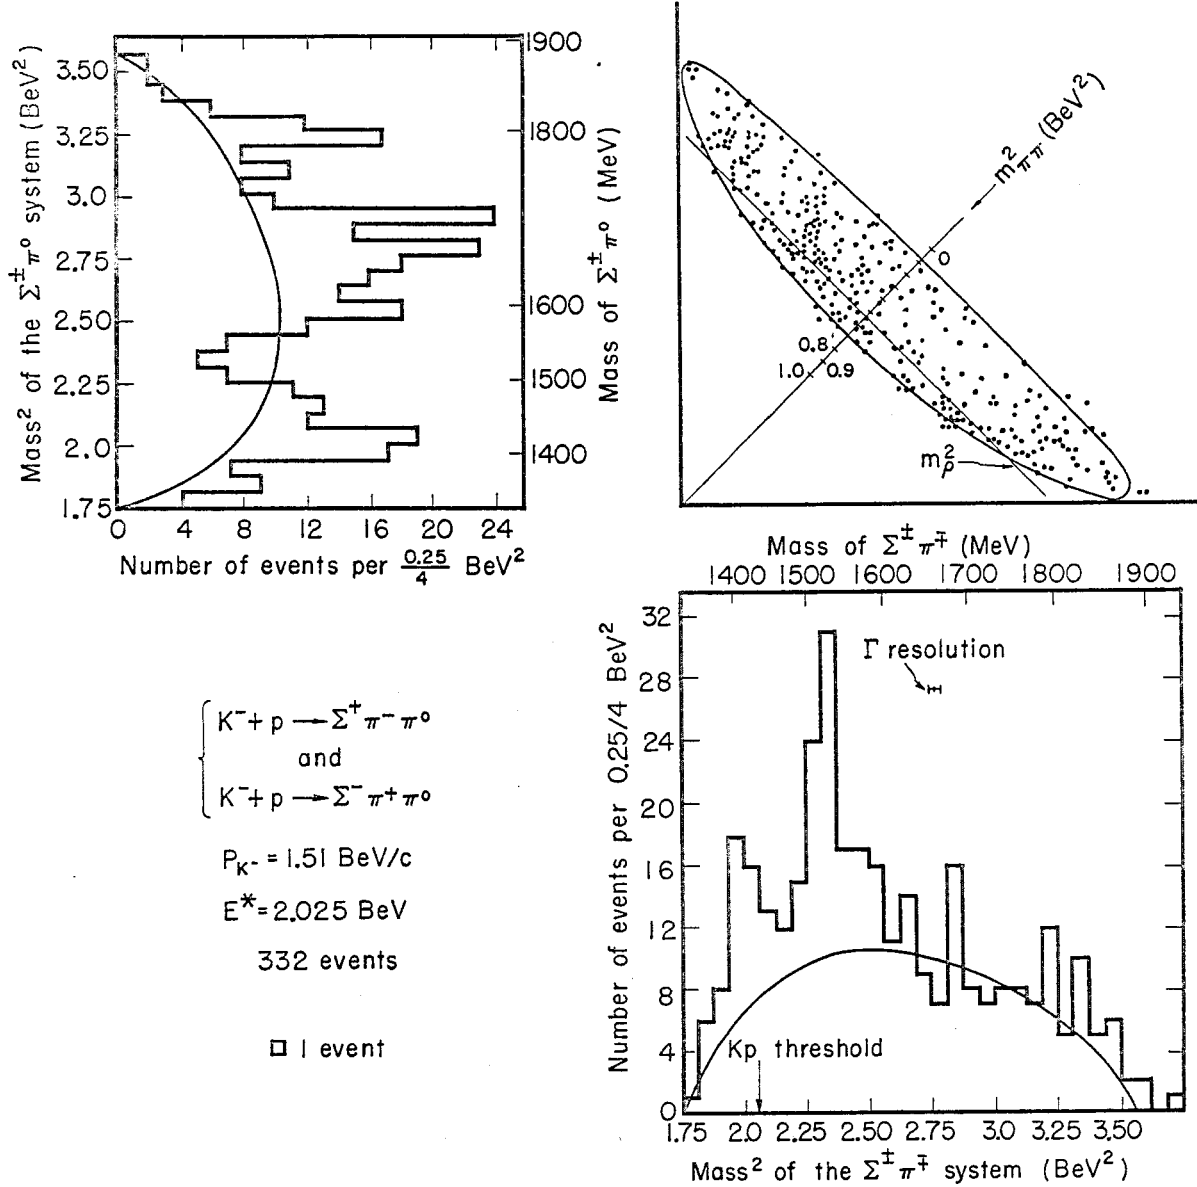 Mass² of the Σ± π⁰ system (BeV²)
3.50
3.25
3.0
2.75
2.50
2.25
2.0
1.75
1900
1800
1600
1500
1400
Mass of Σ± π⁰ (MeV)
0 4 8 12 16 20 24
Number of events per 0.25/4 BeV²
m²ππ (BeV²)
0
0.8
0.9
1.0
m²ρ
Mass of Σ± π∓ (MeV)
1400 1500 1600 1700 1800 1900
Number of events per 0.25/4 BeV²
32
28
24
20
16
12
8
4
0
Γ resolution
Kp threshold
1.75 2.0 2.25 2.50 2.75 3.0 3.25 3.50
Mass² of the Σ± π∓ system (BeV²)
K⁻ + p → Σ⁺ π⁻ π⁰
and
K⁻ + p → Σ⁻ π⁺ π⁰
P_K⁻ = 1.51 BeV/c
E* = 2.025 BeV
332 events
1 event